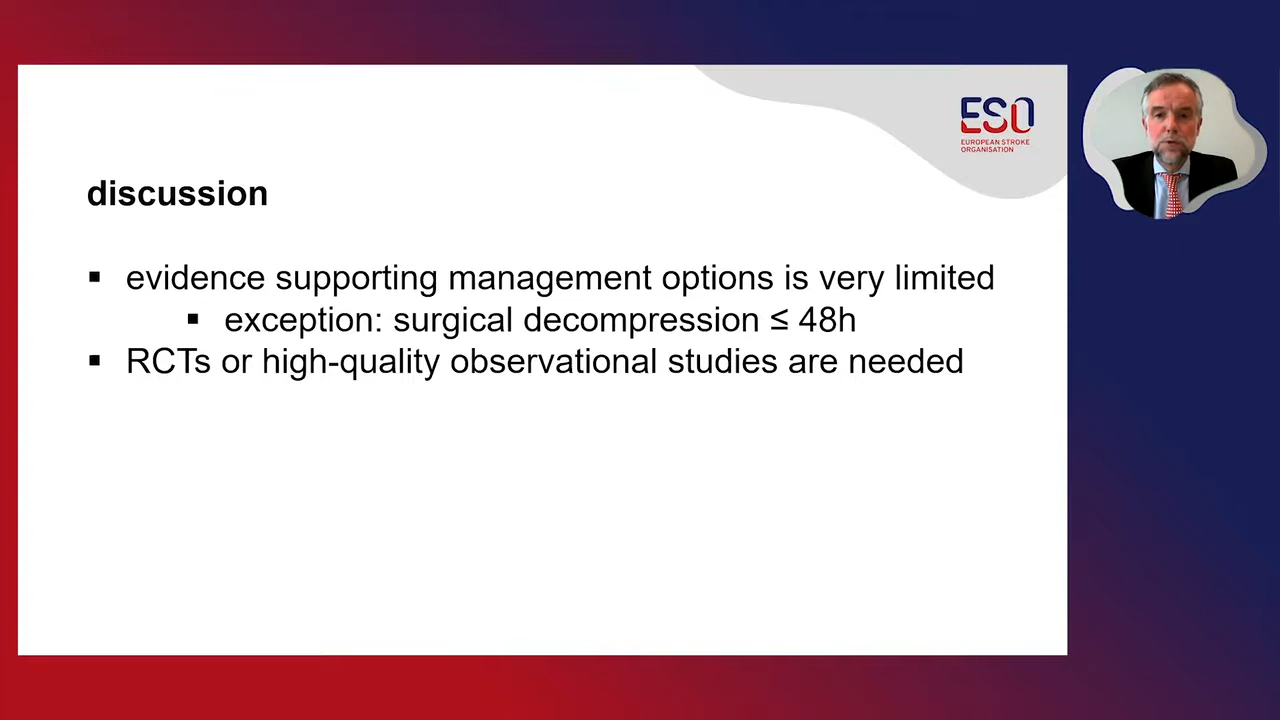 ESO
EUROPEAN STROKE
ORGANISATION
discussion
▪ evidence supporting management options is very limited
▪ exception: surgical decompression ≤ 48h
▪ RCTs or high-quality observational studies are needed